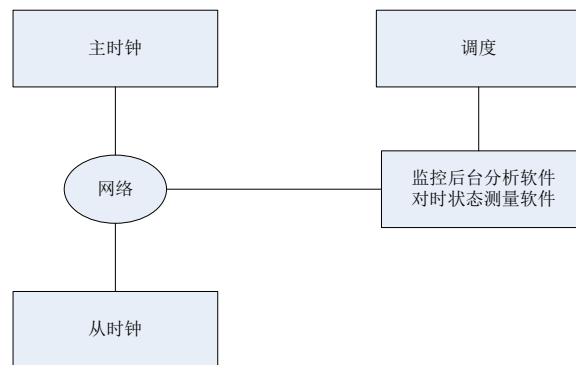 主时钟
调度
网络
监控后台分析软件
对时状态测量软件
从时钟